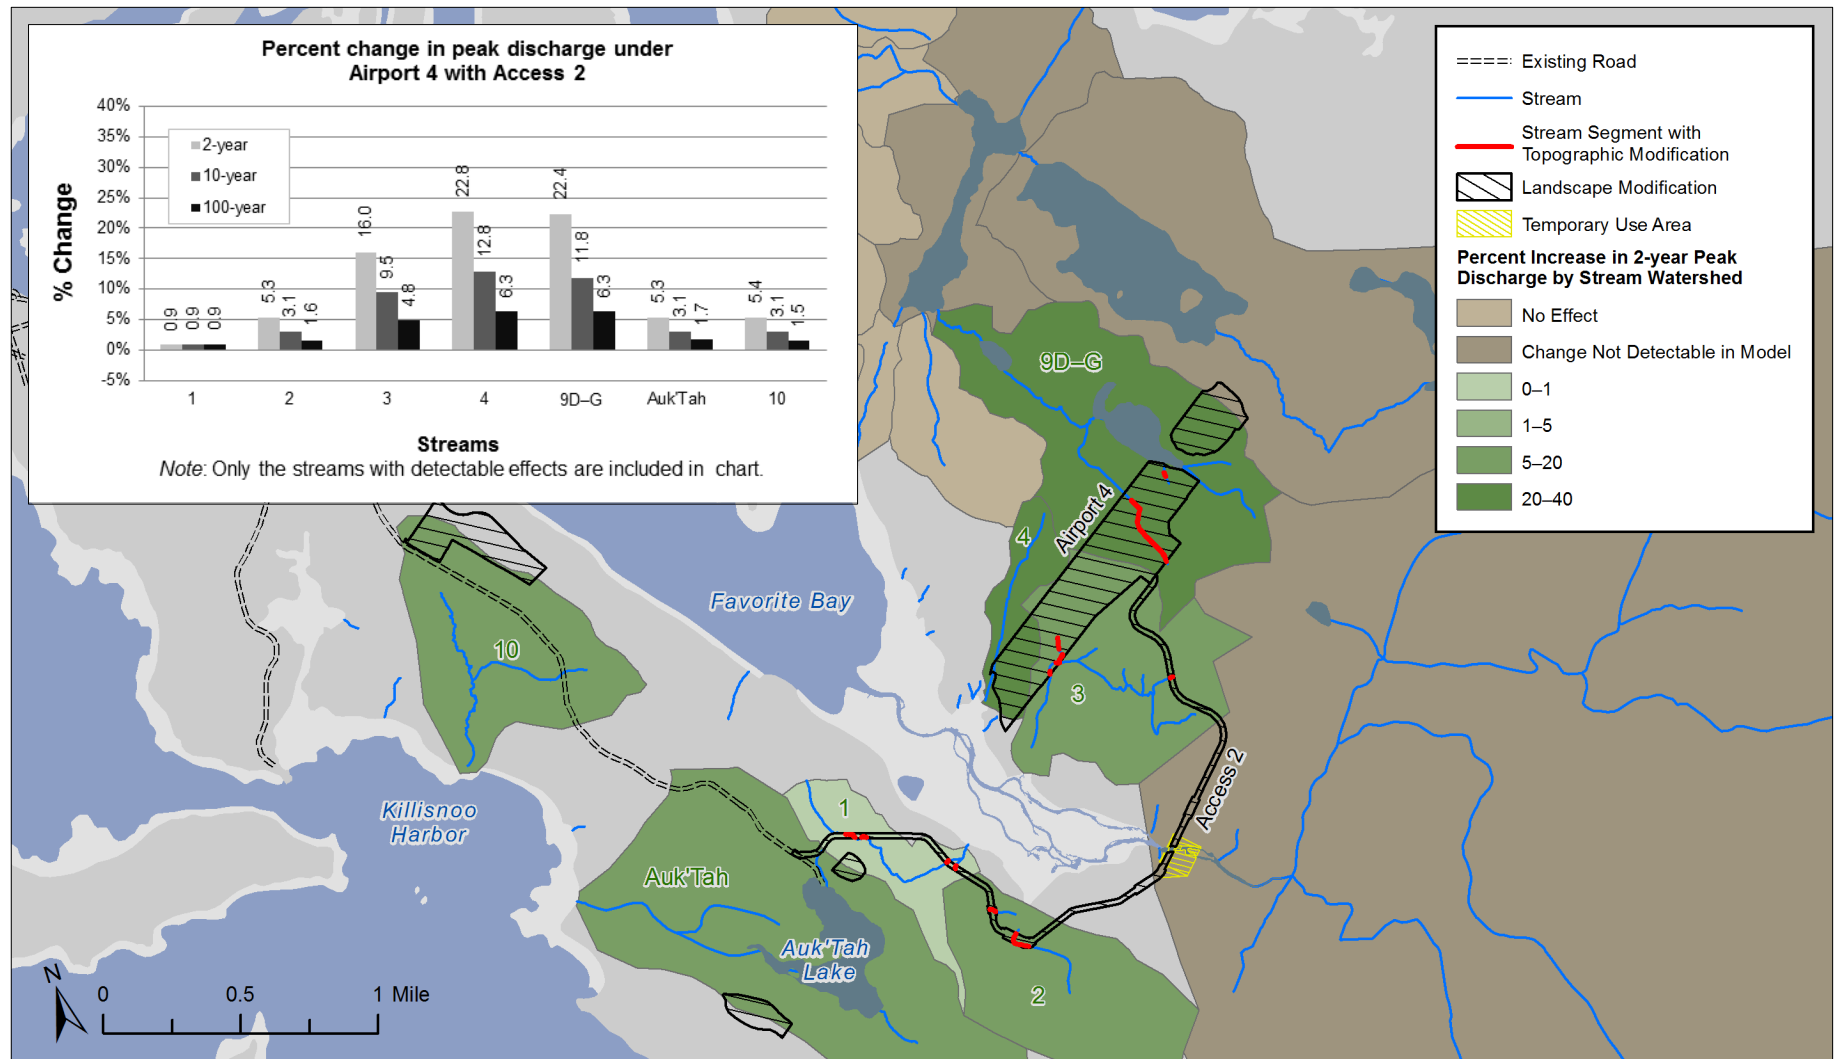 Percent change in peak discharge under
Airport 4 with Access 2
% Change
40%
35%
30%
25%
20%
15%
10%
5%
0%
-5%
2-year
10-year
100-year
0.9 0.9 0.9
5.3 3.1 1.6
16.0 9.5 4.8
22.8 12.8 6.3
22.4 11.8 6.3
5.3 3.1 1.7
5.4 3.1 1.5
1 2 3 4 9D–G Auk'Tah 10
Streams
Note: Only the streams with detectable effects are included in chart.
Existing Road
Stream
Stream Segment with
Topographic Modification
Landscape Modification
Temporary Use Area
Percent Increase in 2-year Peak
Discharge by Stream Watershed
No Effect
Change Not Detectable in Model
0–1
1–5
5–20
20–40
9D–G
4
Airport 4
Favorite Bay
10
3
Access 2
Killisnoo
Harbor
1
Auk'Tah
Auk'Tah
Lake
2
N
0 0.5 1 Mile